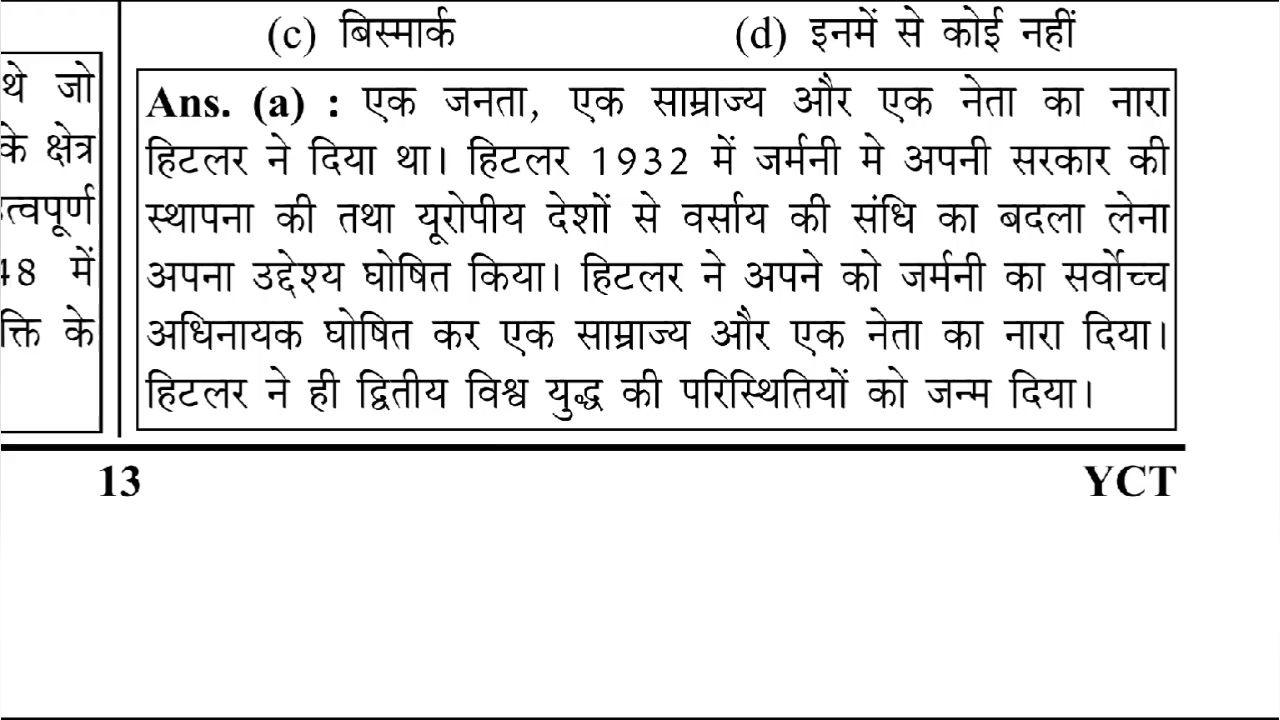 (c) बिस्मार्क (d) इनमें से कोई नहीं
थे जो
के क्षेत्र
48 में
के
Ans. (a) : एक जनता, एक साम्राज्य और एक नेता का नारा
हिटलर ने दिया था। हिटलर 1932 में जर्मनी मे अपनी सरकार की
स्थापना की तथा यूरोपीय देशों से वर्साय की संधि का बदला लेना
अपना उद्देश्य घोषित किया। हिटलर ने अपने को जर्मनी का सर्वोच्च
अधिनायक घोषित कर एक साम्राज्य और एक नेता का नारा दिया।
हिटलर ने ही द्वितीय विश्व युद्ध की परिस्थितियों को जन्म दिया।
13 YCT